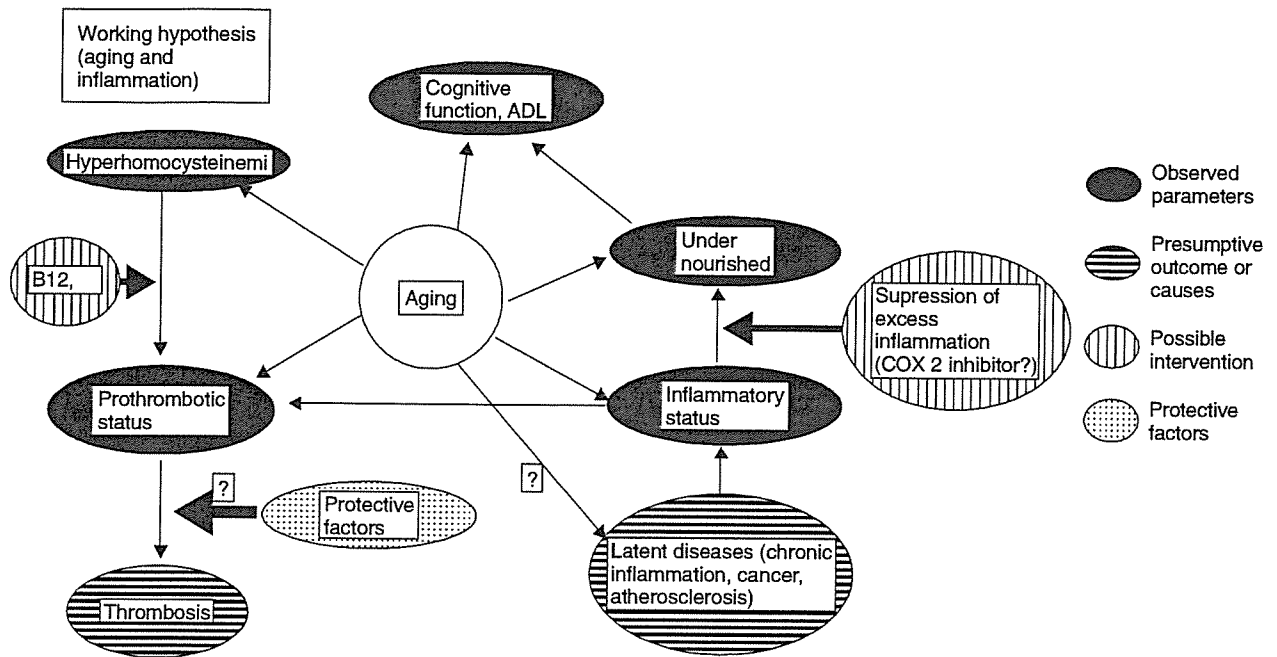 Working hypothesis
(aging and
inflammation)
Cognitive
function, ADL
Hyperhomocysteinemi
Under
nourished
B12,
Aging
Supression of
excess
inflammation
(COX 2 inhibitor?)
Prothrombotic
status
Inflammatory
status
?
?
Protective
factors
Latent diseases (chronic
inflammation, cancer,
atherosclerosis)
Thrombosis
Observed
parameters
Presumptive
outcome or
causes
Possible
intervention
Protective
factors